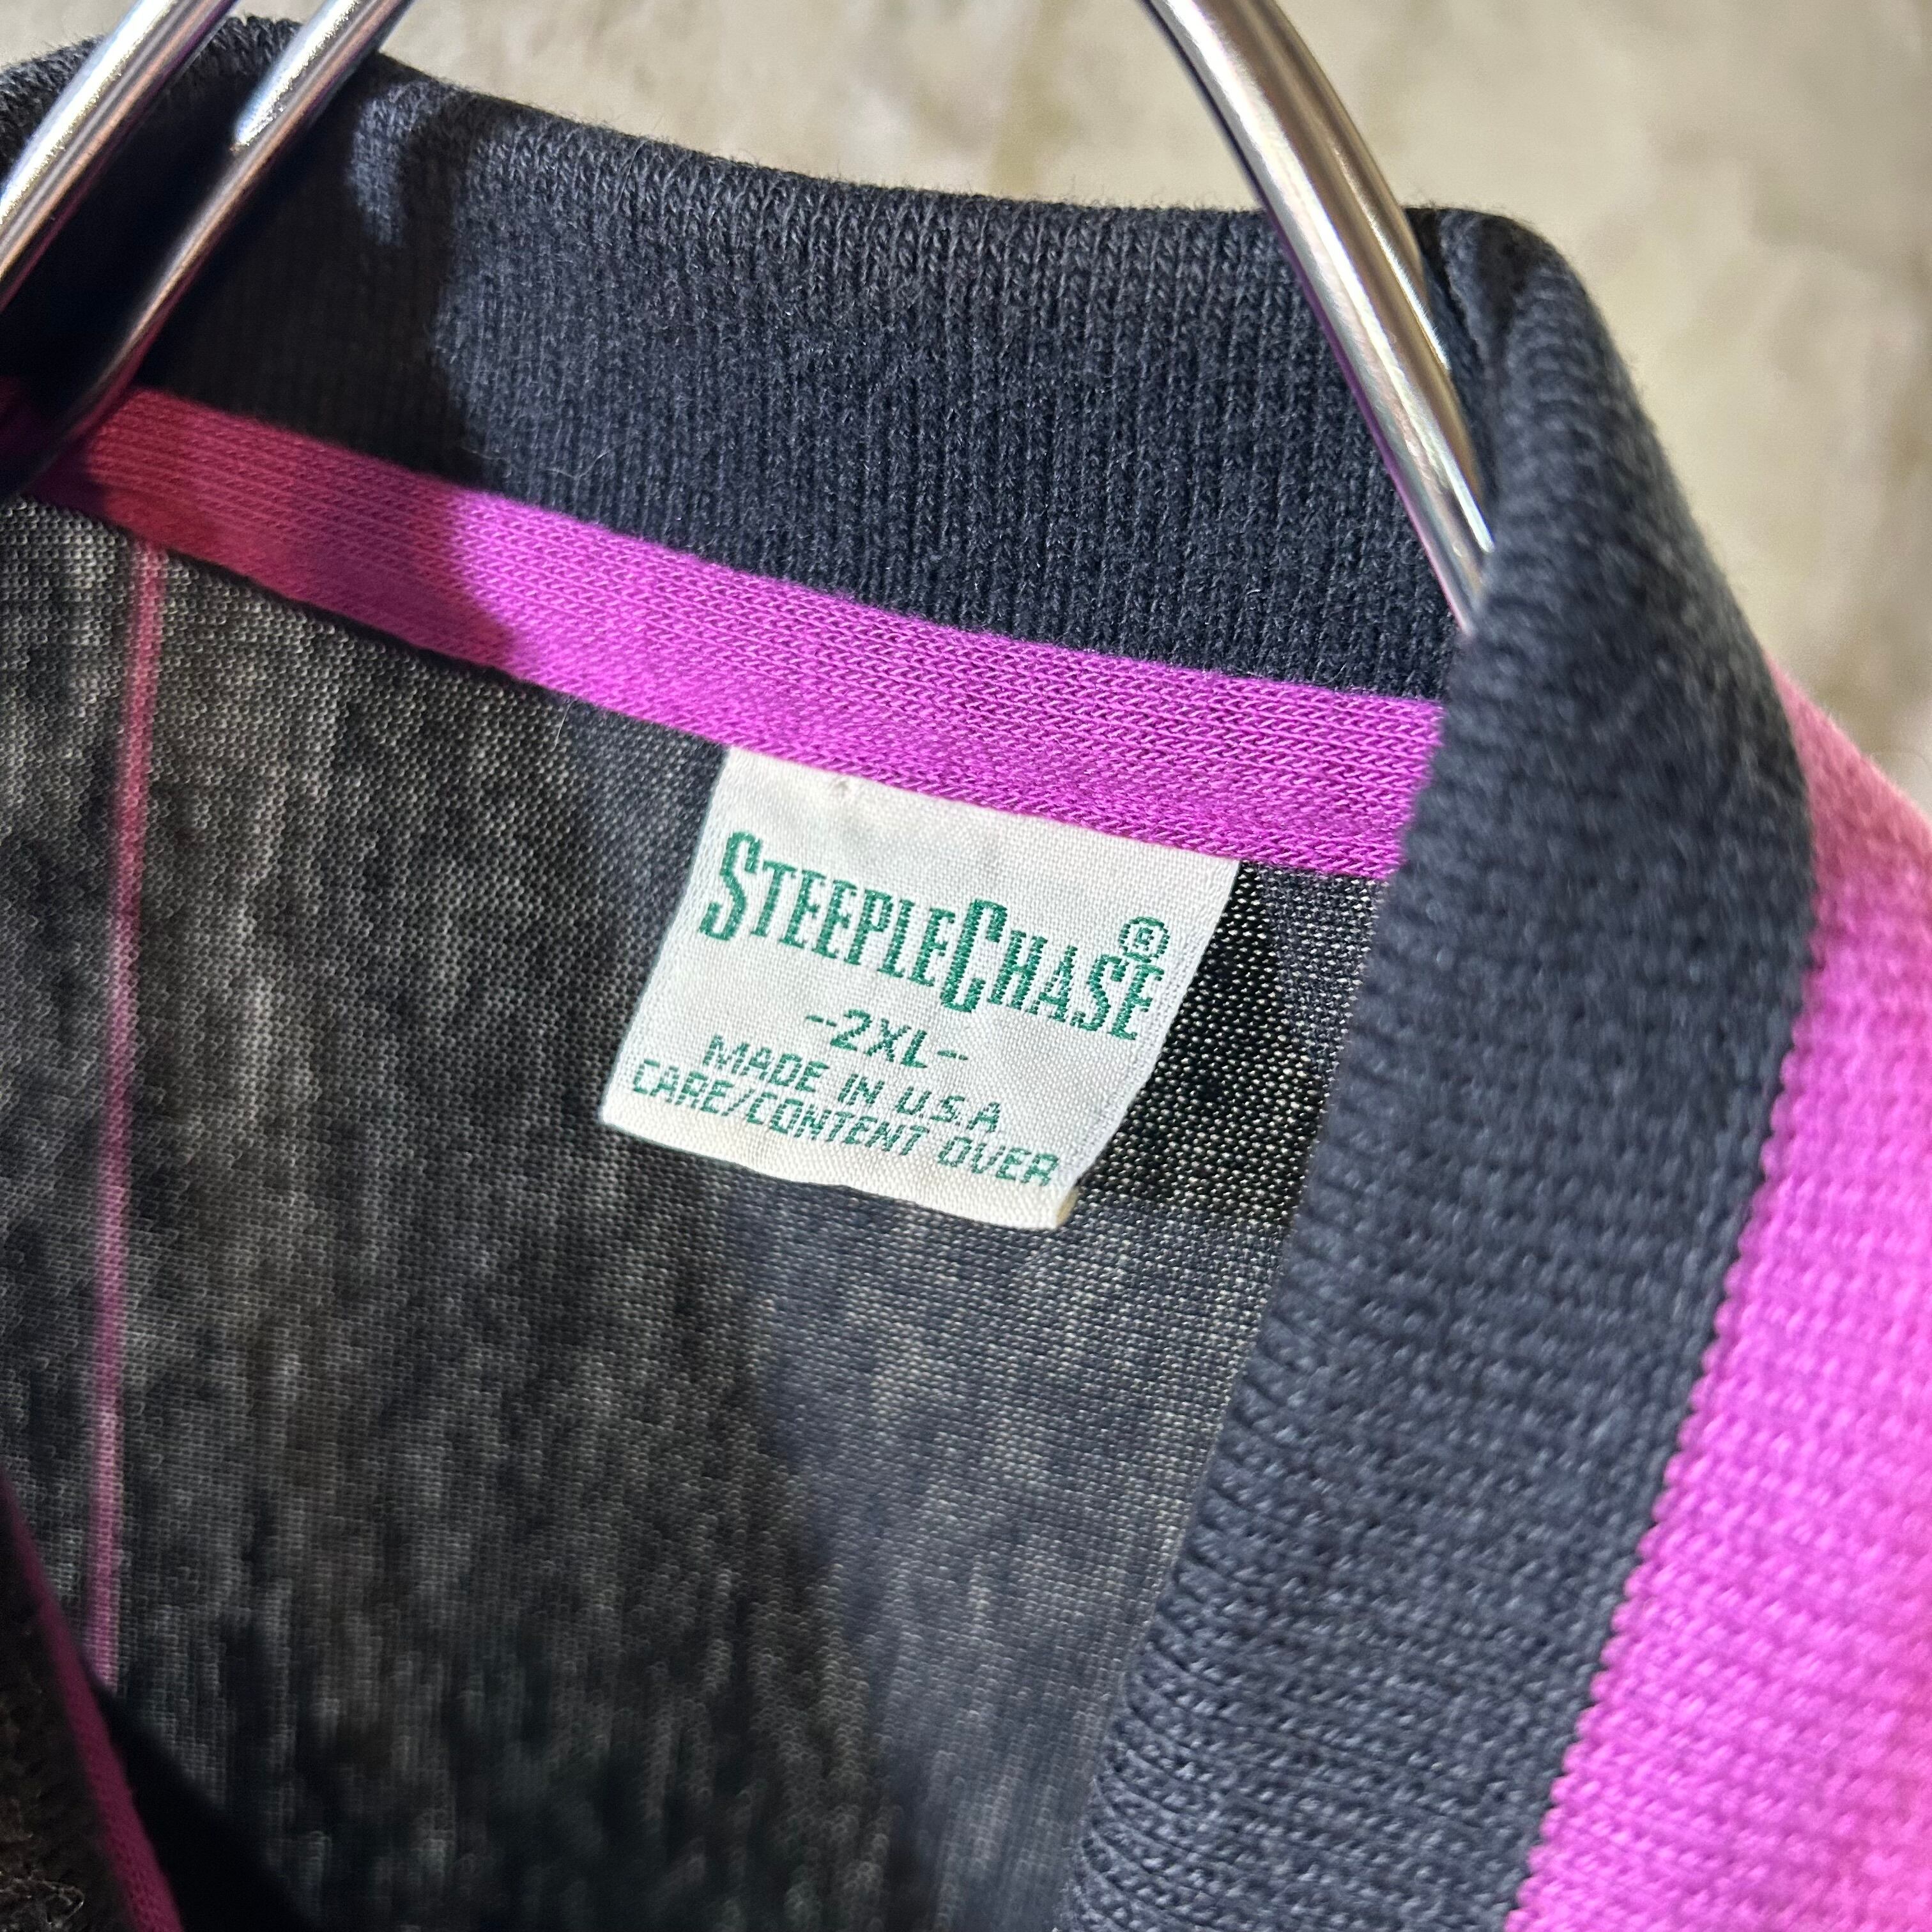 STEEPLECHASE®
-2XL-
MADE IN U.S.A
CARE/CONTENT OVER